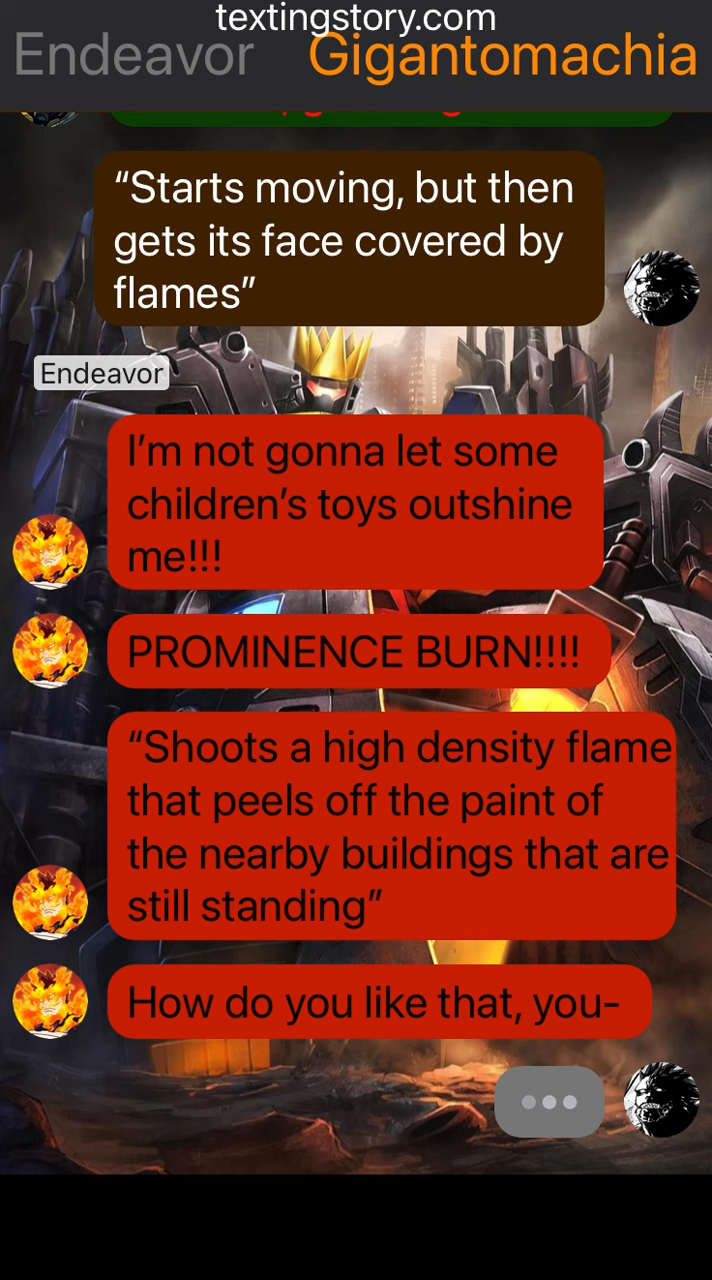 textingstory.com
Endeavor Gigantomachia
“Starts moving, but then
gets its face covered by
flames”
Endeavor
I’m not gonna let some
children’s toys outshine
me!!!
PROMINENCE BURN!!!!
“Shoots a high density flame
that peels off the paint of
the nearby buildings that are
still standing”
How do you like that, you-